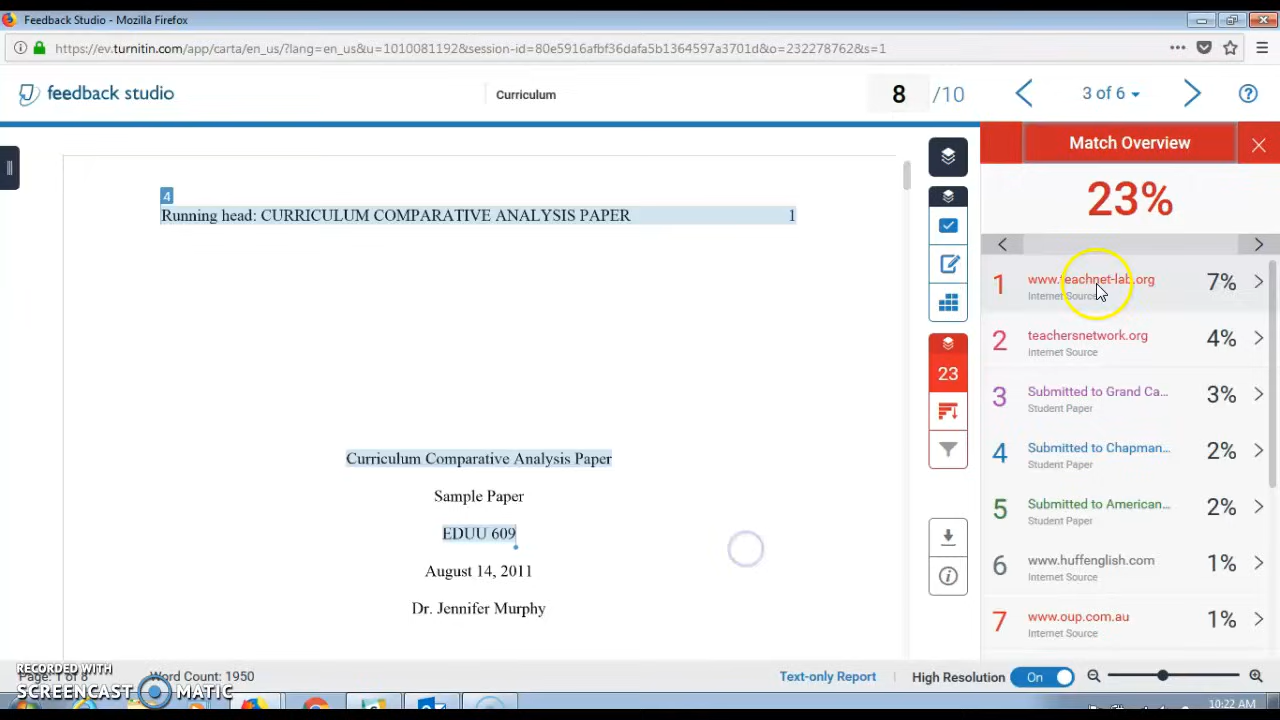 Feedback Studio - Mozilla Firefox
https://ev.turnitin.com/app/carta/en_us/?lang=en_us&u=1010081192&session-id=80e5916afbf36dafa5b1364597a3701d&o=232278762&s=1
feedback studio
Curriculum
8 /10
3 of 6
?
Match Overview
23%
4
Running head: CURRICULUM COMPARATIVE ANALYSIS PAPER 1
1 www.teachnet-lab.org 7%
Internet Source
2 teachersnetwork.org 4%
Internet Source
23
3 Submitted to Grand Ca... 3%
Student Paper
4 Submitted to Chapman... 2%
Student Paper
Curriculum Comparative Analysis Paper
Sample Paper
5 Submitted to American... 2%
Student Paper
EDUU 609
August 14, 2011
6 www.huffenglish.com 1%
Internet Source
Dr. Jennifer Murphy
7 www.oup.com.au 1%
Internet Source
RECORDED WITH
SCREENCAST MATIC
Page: 1 of 8 Word Count: 1950 Text-only Report High Resolution On
10:22 AM